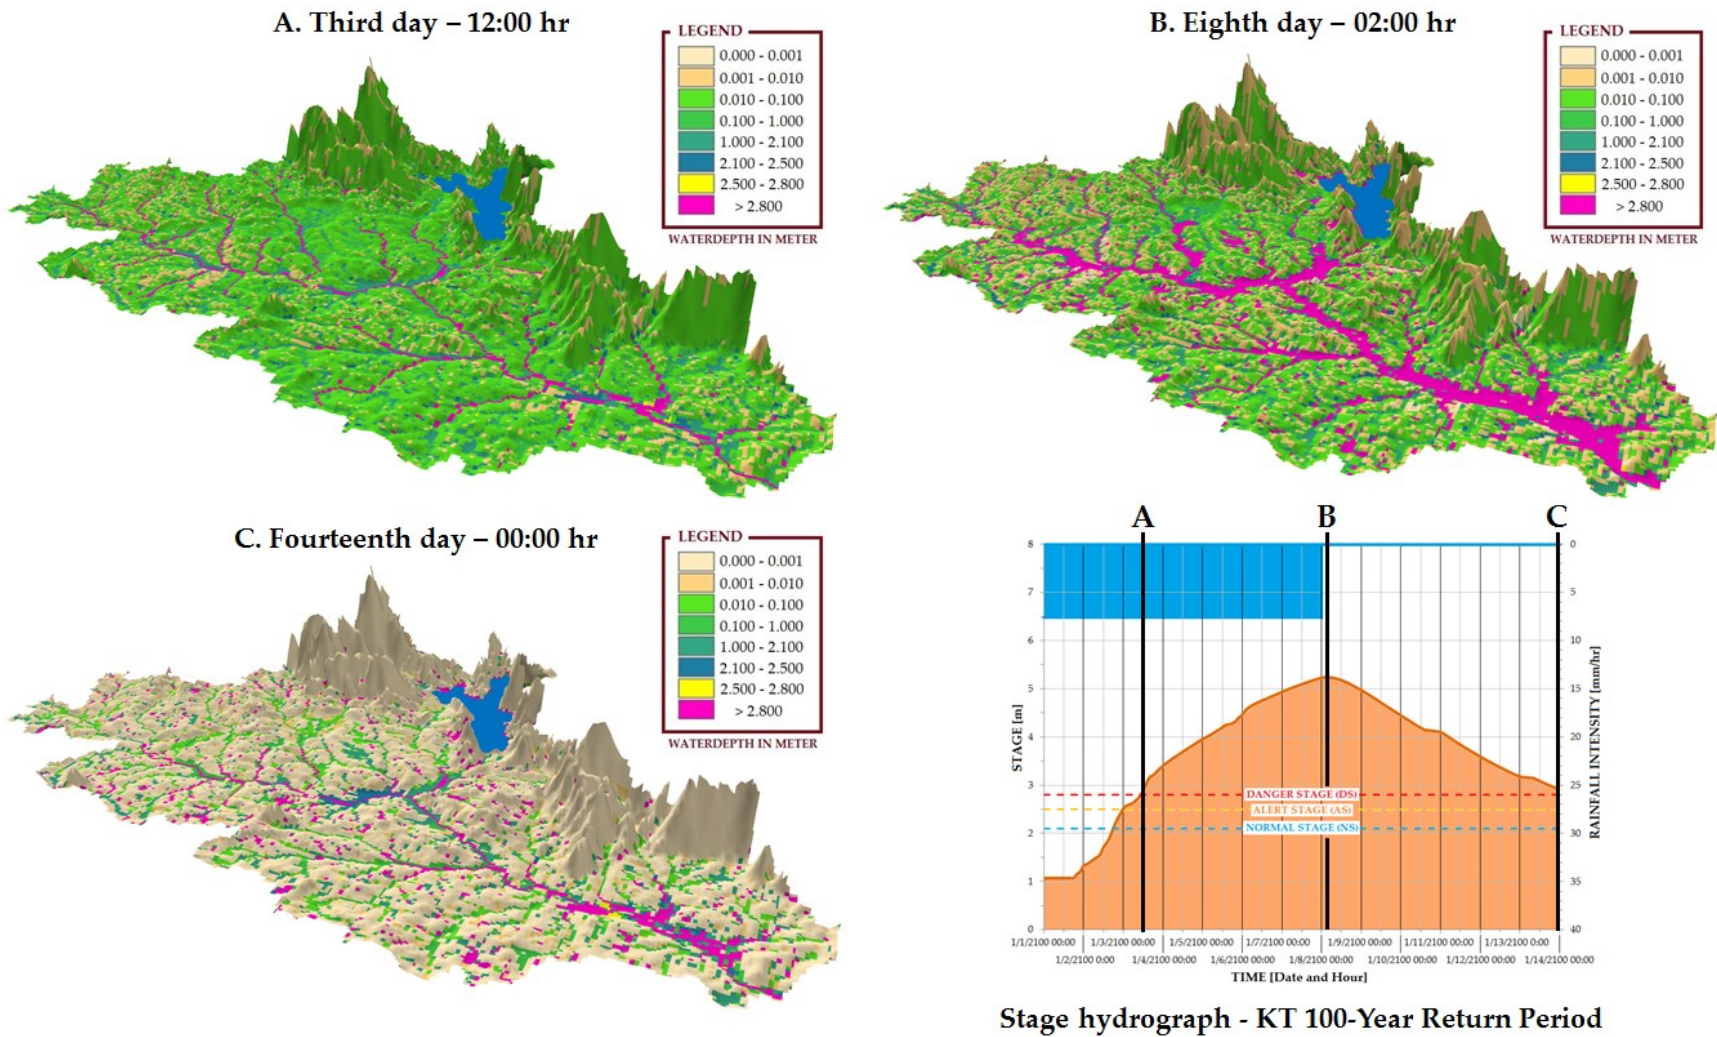 A. Third day – 12:00 hr
LEGEND
0.000 - 0.001
0.001 - 0.010
0.010 - 0.100
0.100 - 1.000
1.000 - 2.100
2.100 - 2.500
2.500 - 2.800
> 2.800
WATERDEPTH IN METER
B. Eighth day – 02:00 hr
LEGEND
0.000 - 0.001
0.001 - 0.010
0.010 - 0.100
0.100 - 1.000
1.000 - 2.100
2.100 - 2.500
2.500 - 2.800
> 2.800
WATERDEPTH IN METER
C. Fourteenth day – 00:00 hr
LEGEND
0.000 - 0.001
0.001 - 0.010
0.010 - 0.100
0.100 - 1.000
1.000 - 2.100
2.100 - 2.500
2.500 - 2.800
> 2.800
WATERDEPTH IN METER
A B C
8
7
6
5
4
3
2
1
0
STAGE [m]
0
5
10
15
20
25
30
35
40
RAINFALL INTENSITY [mm/hr]
DANGER STAGE (DS)
ALERT STAGE (AS)
NORMAL STAGE (NS)
1/1/2100 00:00 1/3/2100 00:00 1/5/2100 00:00 1/7/2100 00:00 1/9/2100 00:00 1/11/2100 00:00 1/13/2100 0:00
1/2/2100 0:00 1/4/2100 00:00 1/6/2100 00:00 1/8/2100 00:00 1/10/2100 00:00 1/12/2100 00:00 1/14/2100 00:00
TIME [Date and Hour]
Stage hydrograph - KT 100-Year Return Period